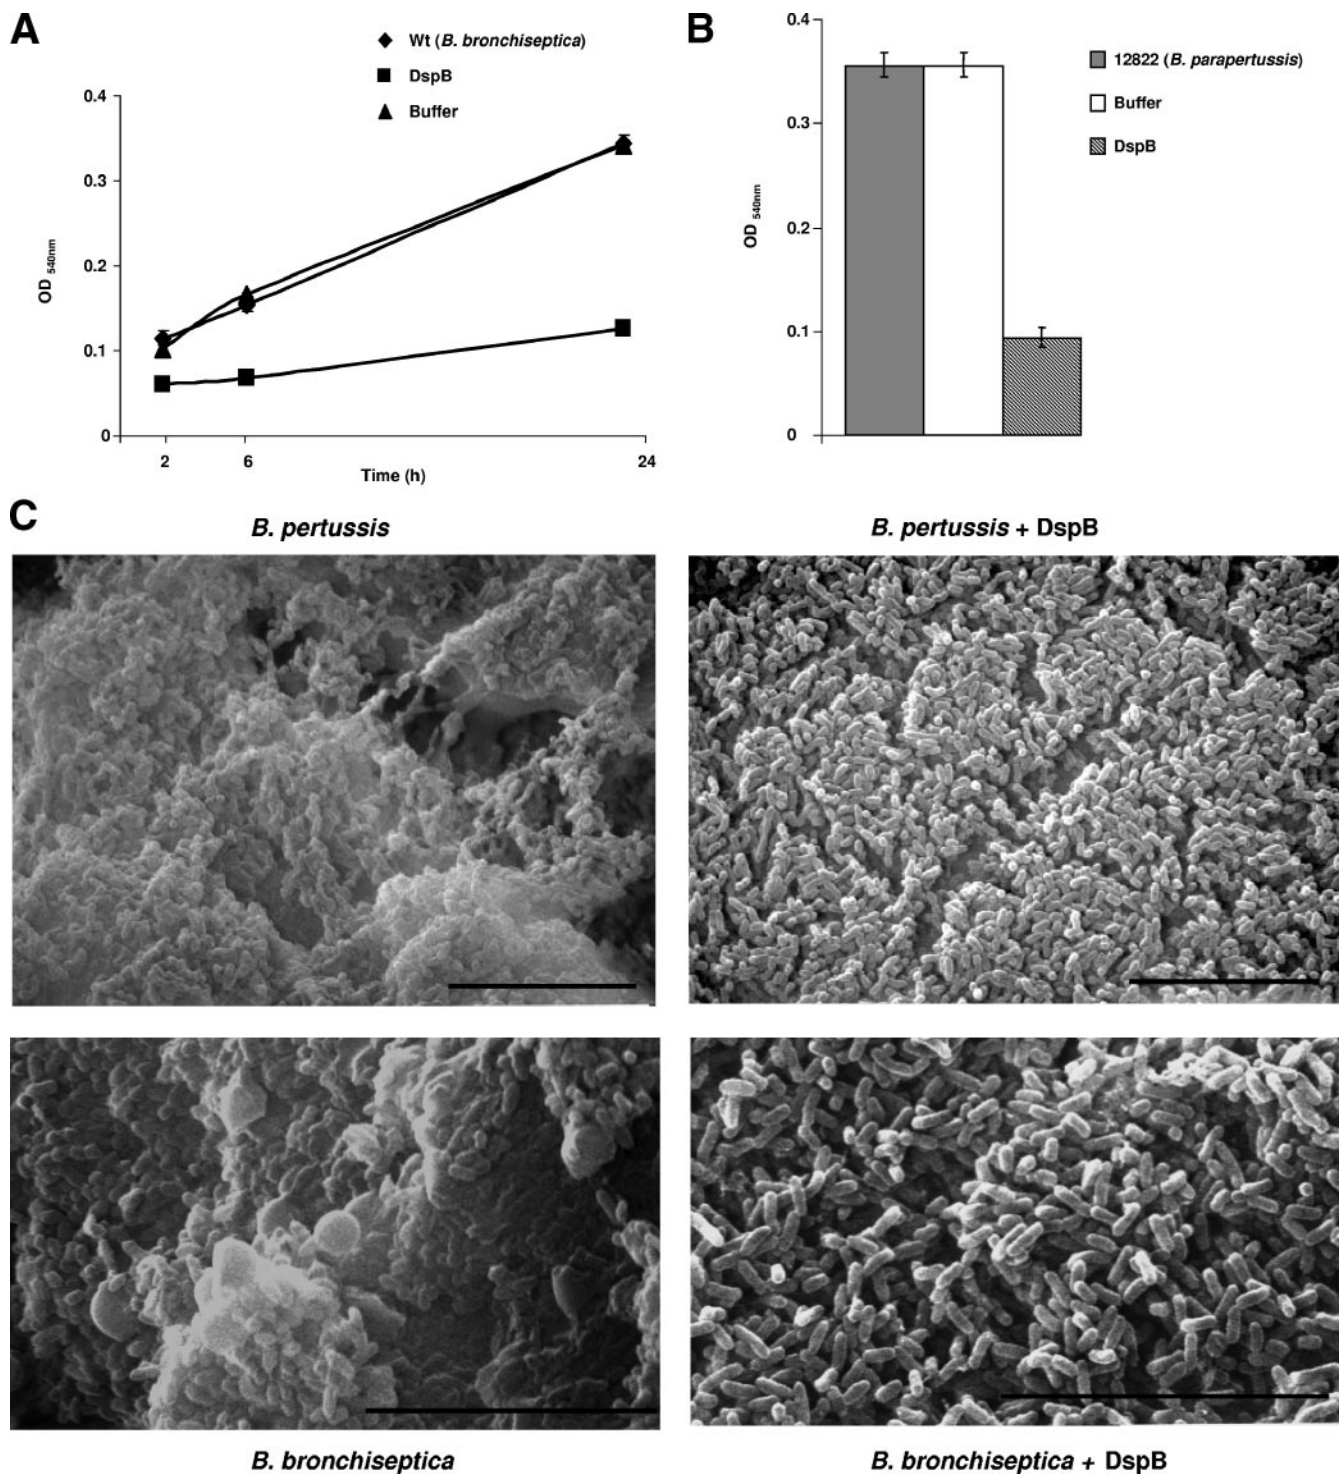 A
Wt (B. bronchiseptica)
DspB
Buffer
0.4
0.3
0.2
0.1
0
OD 540nm
2
6
24
Time (h)
B
0.4
0.3
0.2
0.1
0
OD 540nm
12822 (B. parapertussis)
Buffer
DspB
C
B. pertussis
B. pertussis + DspB
B. bronchiseptica
B. bronchiseptica + DspB